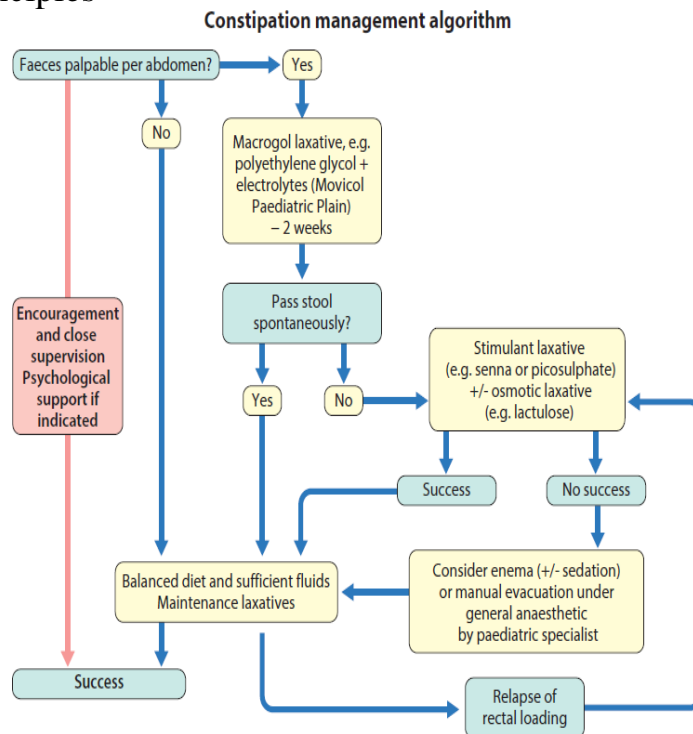 Constipation management algorithm
Faeces palpable per abdomen?
Yes
No
Macrogol laxative, e.g.
polyethylene glycol +
electrolytes (Movicol
Paediatric Plain)
– 2 weeks
Pass stool
spontaneously?
Encouragement
and close
supervision
Psychological
support if
indicated
Yes
No
Stimulant laxative
(e.g. senna or picosulphate)
+/- osmotic laxative
(e.g. lactulose)
Success
No success
Balanced diet and sufficient fluids
Maintenance laxatives
Consider enema (+/- sedation)
or manual evacuation under
general anaesthetic
by paediatric specialist
Success
Relapse of
rectal loading